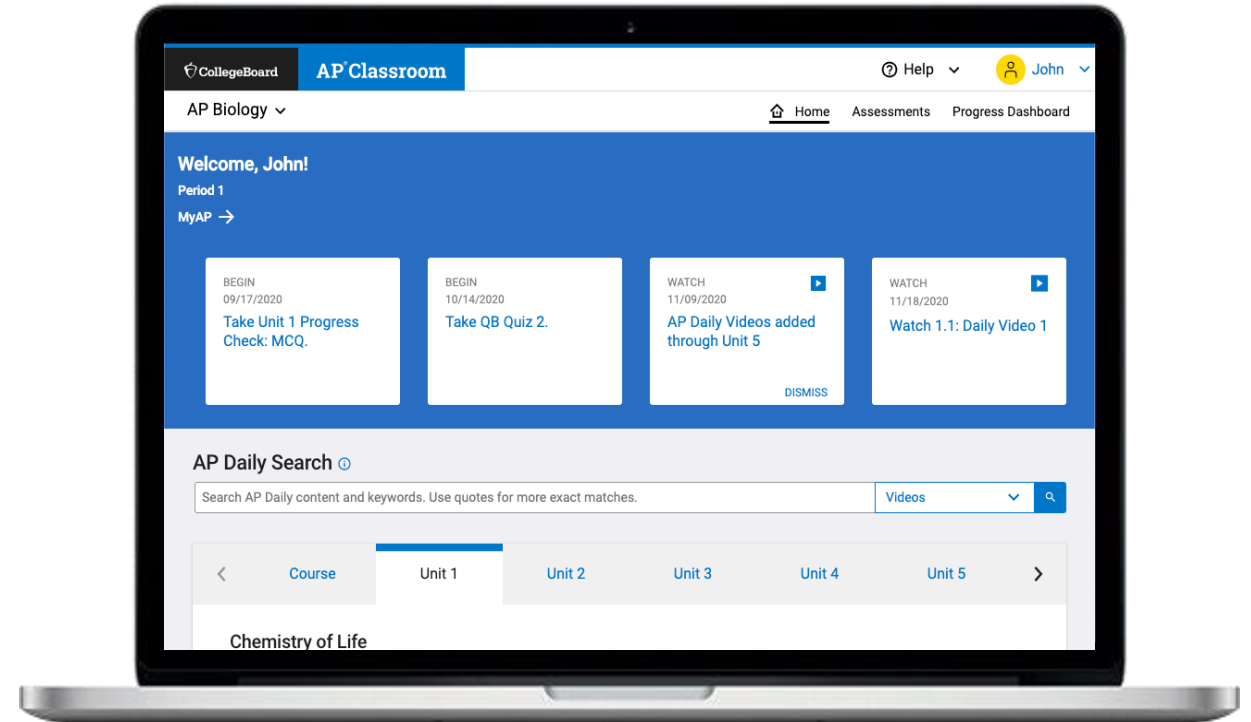 CollegeBoard
AP® Classroom
Help
John
AP Biology
Home
Assessments
Progress Dashboard
Welcome, John!
Period 1
MyAP
BEGIN
09/17/2020
Take Unit 1 Progress
Check: MCQ.
BEGIN
10/14/2020
Take QB Quiz 2.
WATCH
11/09/2020
AP Daily Videos added
through Unit 5
DISMISS
WATCH
11/18/2020
Watch 1.1: Daily Video 1
AP Daily Search
Search AP Daily content and keywords. Use quotes for more exact matches.
Videos
Course
Unit 1
Unit 2
Unit 3
Unit 4
Unit 5
Chemistry of Life